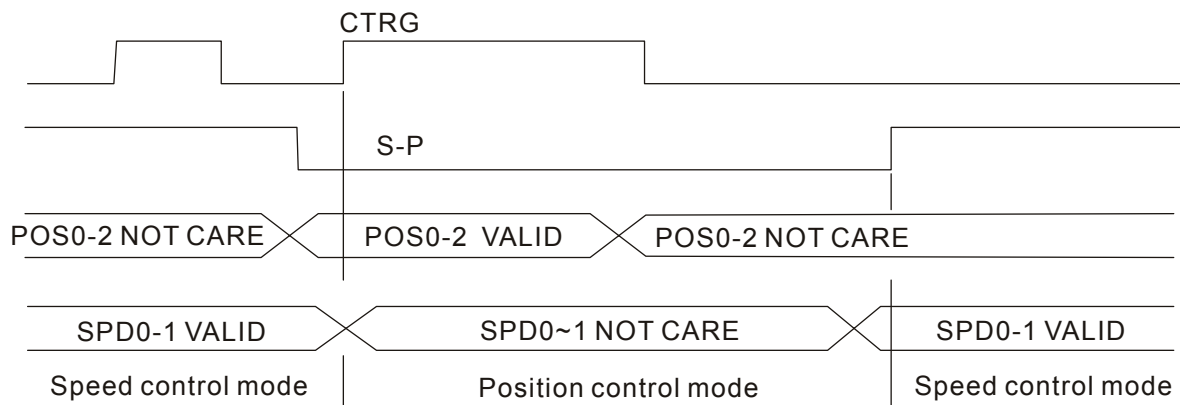 CTRG
S-P
POS0-2 NOT CARE
POS0-2 VALID
POS0-2 NOT CARE
SPD0-1 VALID
SPD0~1 NOT CARE
SPD0-1 VALID
Speed control mode
Position control mode
Speed control mode